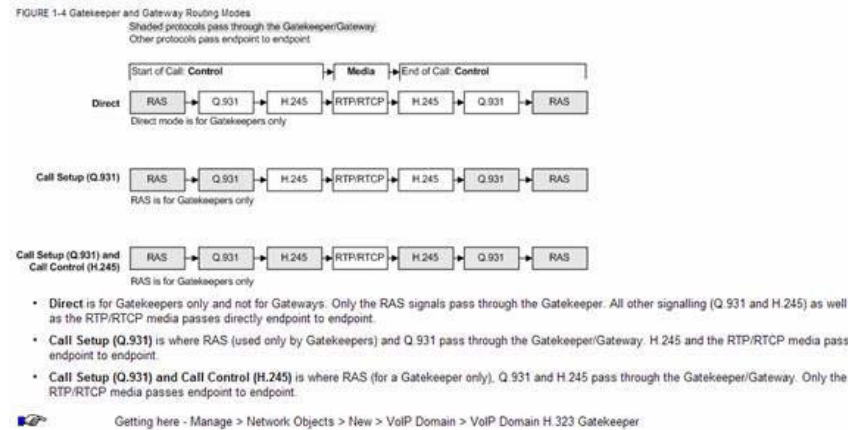 FIGURE 1-4 Gatekeeper and Gateway Routing Modes
Shaded protocols pass through the Gatekeeper/Gateway
Other protocols pass endpoint to endpoint
Start of Call: Control Media End of Call: Control
Direct RAS Q.931 H.245 RTP/RTCP H.245 Q.931 RAS
Direct mode is for Gatekeepers only
Call Setup (Q.931) RAS Q.931 H.245 RTP/RTCP H.245 Q.931 RAS
RAS is for Gatekeepers only
Call Setup (Q.931) and
Call Control (H.245) RAS Q.931 H.245 RTP/RTCP H.245 Q.931 RAS
RAS is for Gatekeepers only
• Direct is for Gatekeepers only and not for Gateways. Only the RAS signals pass through the Gatekeeper. All other signalling (Q.931 and H.245) as well
as the RTP/RTCP media passes directly endpoint to endpoint.
• Call Setup (Q.931) is where RAS (used only by Gatekeepers) and Q.931 pass through the Gatekeeper/Gateway. H.245 and the RTP/RTCP media pass
endpoint to endpoint.
• Call Setup (Q.931) and Call Control (H.245) is where RAS (for a Gatekeeper only), Q.931 and H.245 pass through the Gatekeeper/Gateway. Only the
RTP/RTCP media passes endpoint to endpoint.
Getting here - Manage > Network Objects > New > VoIP Domain > VoIP Domain H.323 Gatekeeper